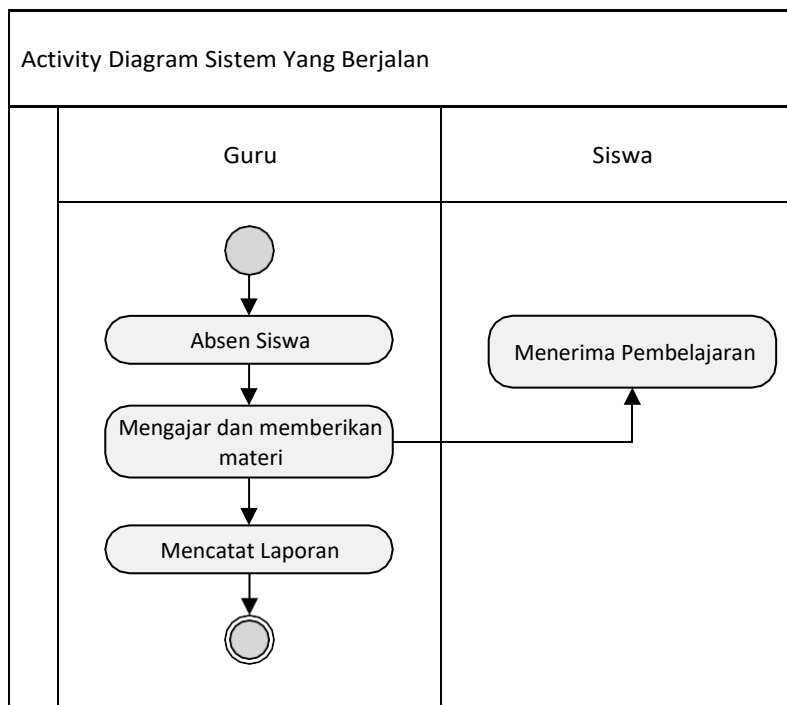 Activity Diagram Sistem Yang Berjalan
Guru
Siswa
Absen Siswa
Menerima Pembelajaran
Mengajar dan memberikan
materi
Mencatat Laporan